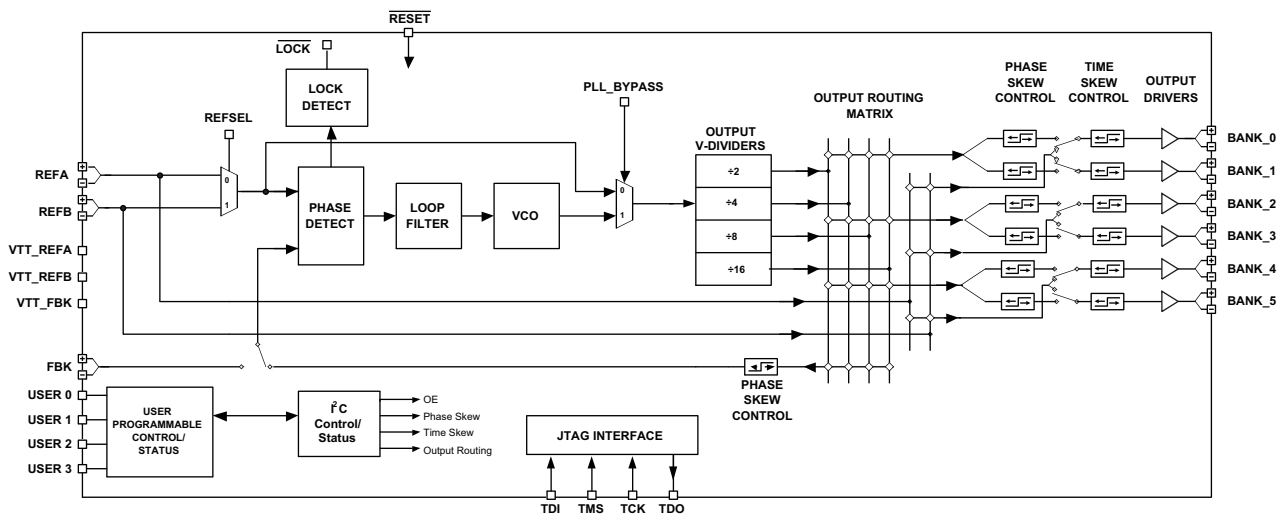 RESET
LOCK
LOCK
DETECT
PLL_BYPASS
REFSEL
OUTPUT
V-DIVIDERS
OUTPUT ROUTING
MATRIX
PHASE
SKEW
CONTROL
TIME
SKEW
CONTROL
OUTPUT
DRIVERS
REFA
REFB
VTT_REFA
VTT_REFB
VTT_FBK
FBK
0
1
PHASE
DETECT
LOOP
FILTER
VCO
0
1
÷2
÷4
÷8
÷16
+
−
+
−
+
−
+
−
+
−
+
−
+
−
+
−
+
−
BANK_0
BANK_1
BANK_2
BANK_3
BANK_4
BANK_5
PHASE
SKEW
CONTROL
USER 0
USER 1
USER 2
USER 3
USER
PROGRAMMABLE
CONTROL/
STATUS
I2C
Control/
Status
OE
Phase Skew
Time Skew
Output Routing
JTAG INTERFACE
TDI
TMS
TCK
TDO